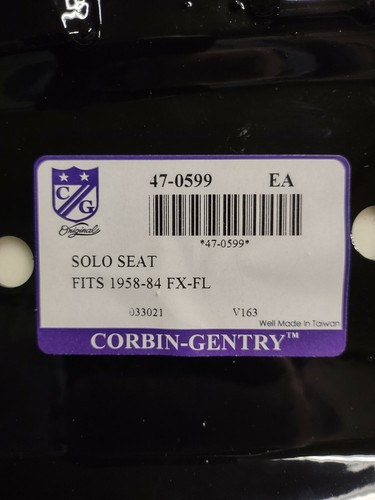 C G
Originals
47-0599 EA
*47-0599*
SOLO SEAT
FITS 1958-84 FX-FL
033021 V163
Well Made in Taiwan
CORBIN-GENTRY™